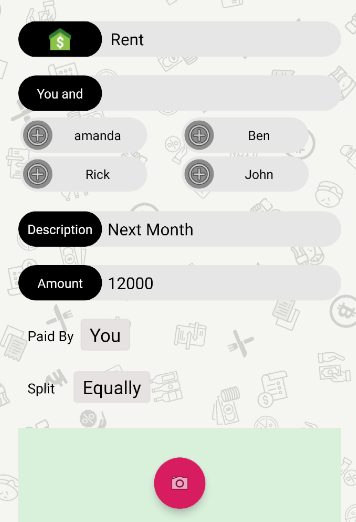 Rent
You and
amanda Ben
Rick John
Description Next Month
Amount 12000
Paid By You
Split Equally